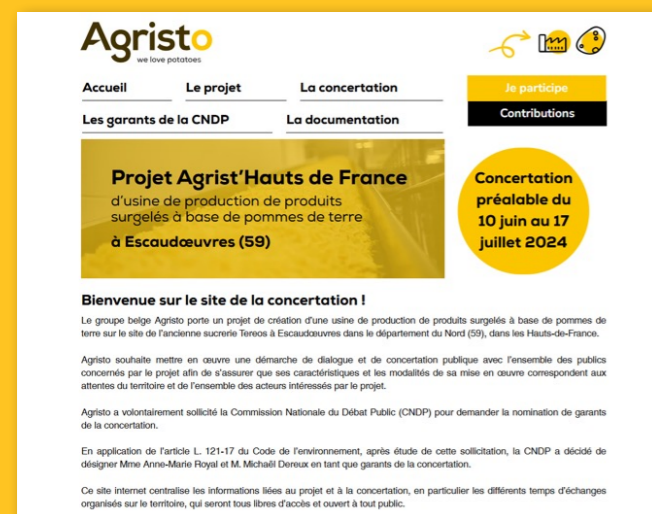 Agristo
we love potatoes
Accueil Le projet La concertation Je participe
Les garants de la CNDP La documentation Contributions
Projet Agrist'Hauts de France
d'usine de production de produits
surgelés à base de pommes de terre
à Escaudœuvres (59)
Concertation
préalable du
10 juin au 17
juillet 2024
Bienvenue sur le site de la concertation !
Le groupe belge Agristo porte un projet de création d'une usine de production de produits surgelés à base de pommes de
terre sur le site de l'ancienne sucrerie Tereos à Escaudœuvres dans le département du Nord (59), dans les Hauts-de-France.
Agristo souhaite mettre en œuvre une démarche de dialogue et de concertation publique avec l'ensemble des publics
concernés par le projet afin de s'assurer que ses caractéristiques et les modalités de sa mise en œuvre correspondent aux
attentes du territoire et de l'ensemble des acteurs intéressés par le projet.
Agristo a volontairement sollicité la Commission Nationale du Débat Public (CNDP) pour demander la nomination de garants
de la concertation.
En application de l'article L. 121-17 du Code de l'environnement, après étude de cette sollicitation, la CNDP a décidé de
désigner Mme Anne-Marie Royal et M. Michaël Dereux en tant que garants de la concertation.
Ce site internet centralise les informations liées au projet et à la concertation, en particulier les différents temps d'échanges
organisés sur le territoire, qui seront tous libres d'accès et ouvert à tout public.